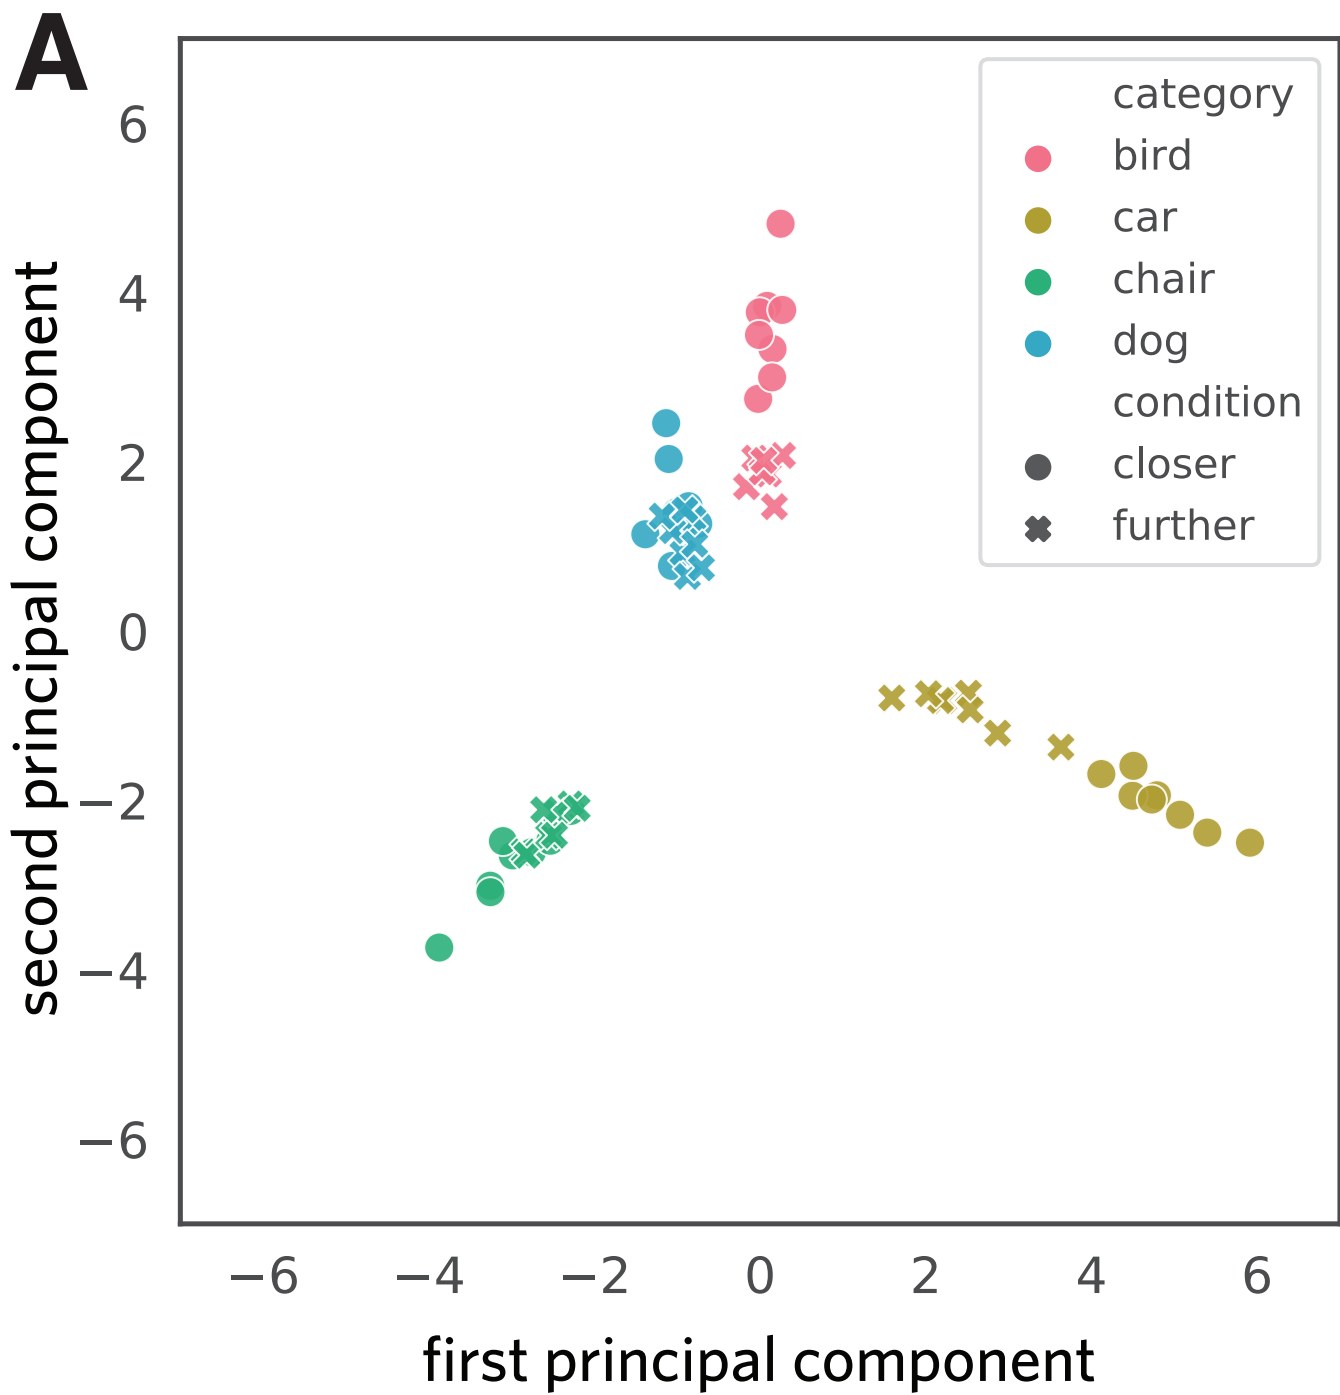 A
6
4
2
0
−2
−4
−6
second principal component
category
bird
car
chair
dog
condition
closer
further
−6 −4 −2 0 2 4 6
first principal component